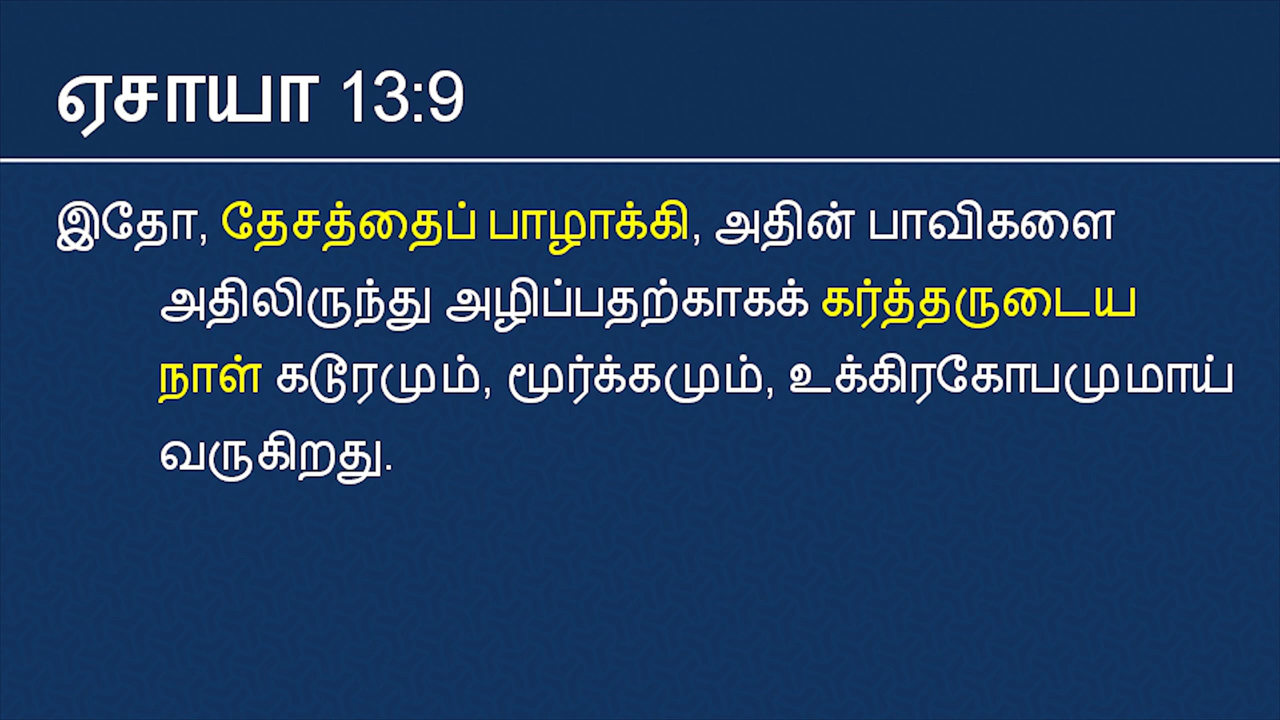 ஏசாயா 13:9
இதோ, தேசத்தைப் பாழாக்கி, அதின் பாவிகளை
அதிலிருந்து அழிப்பதற்காகக் கர்த்தருடைய
நாள் கடூரமும், மூர்க்கமும், உக்கிரகோபமுமாய்
வருகிறது.